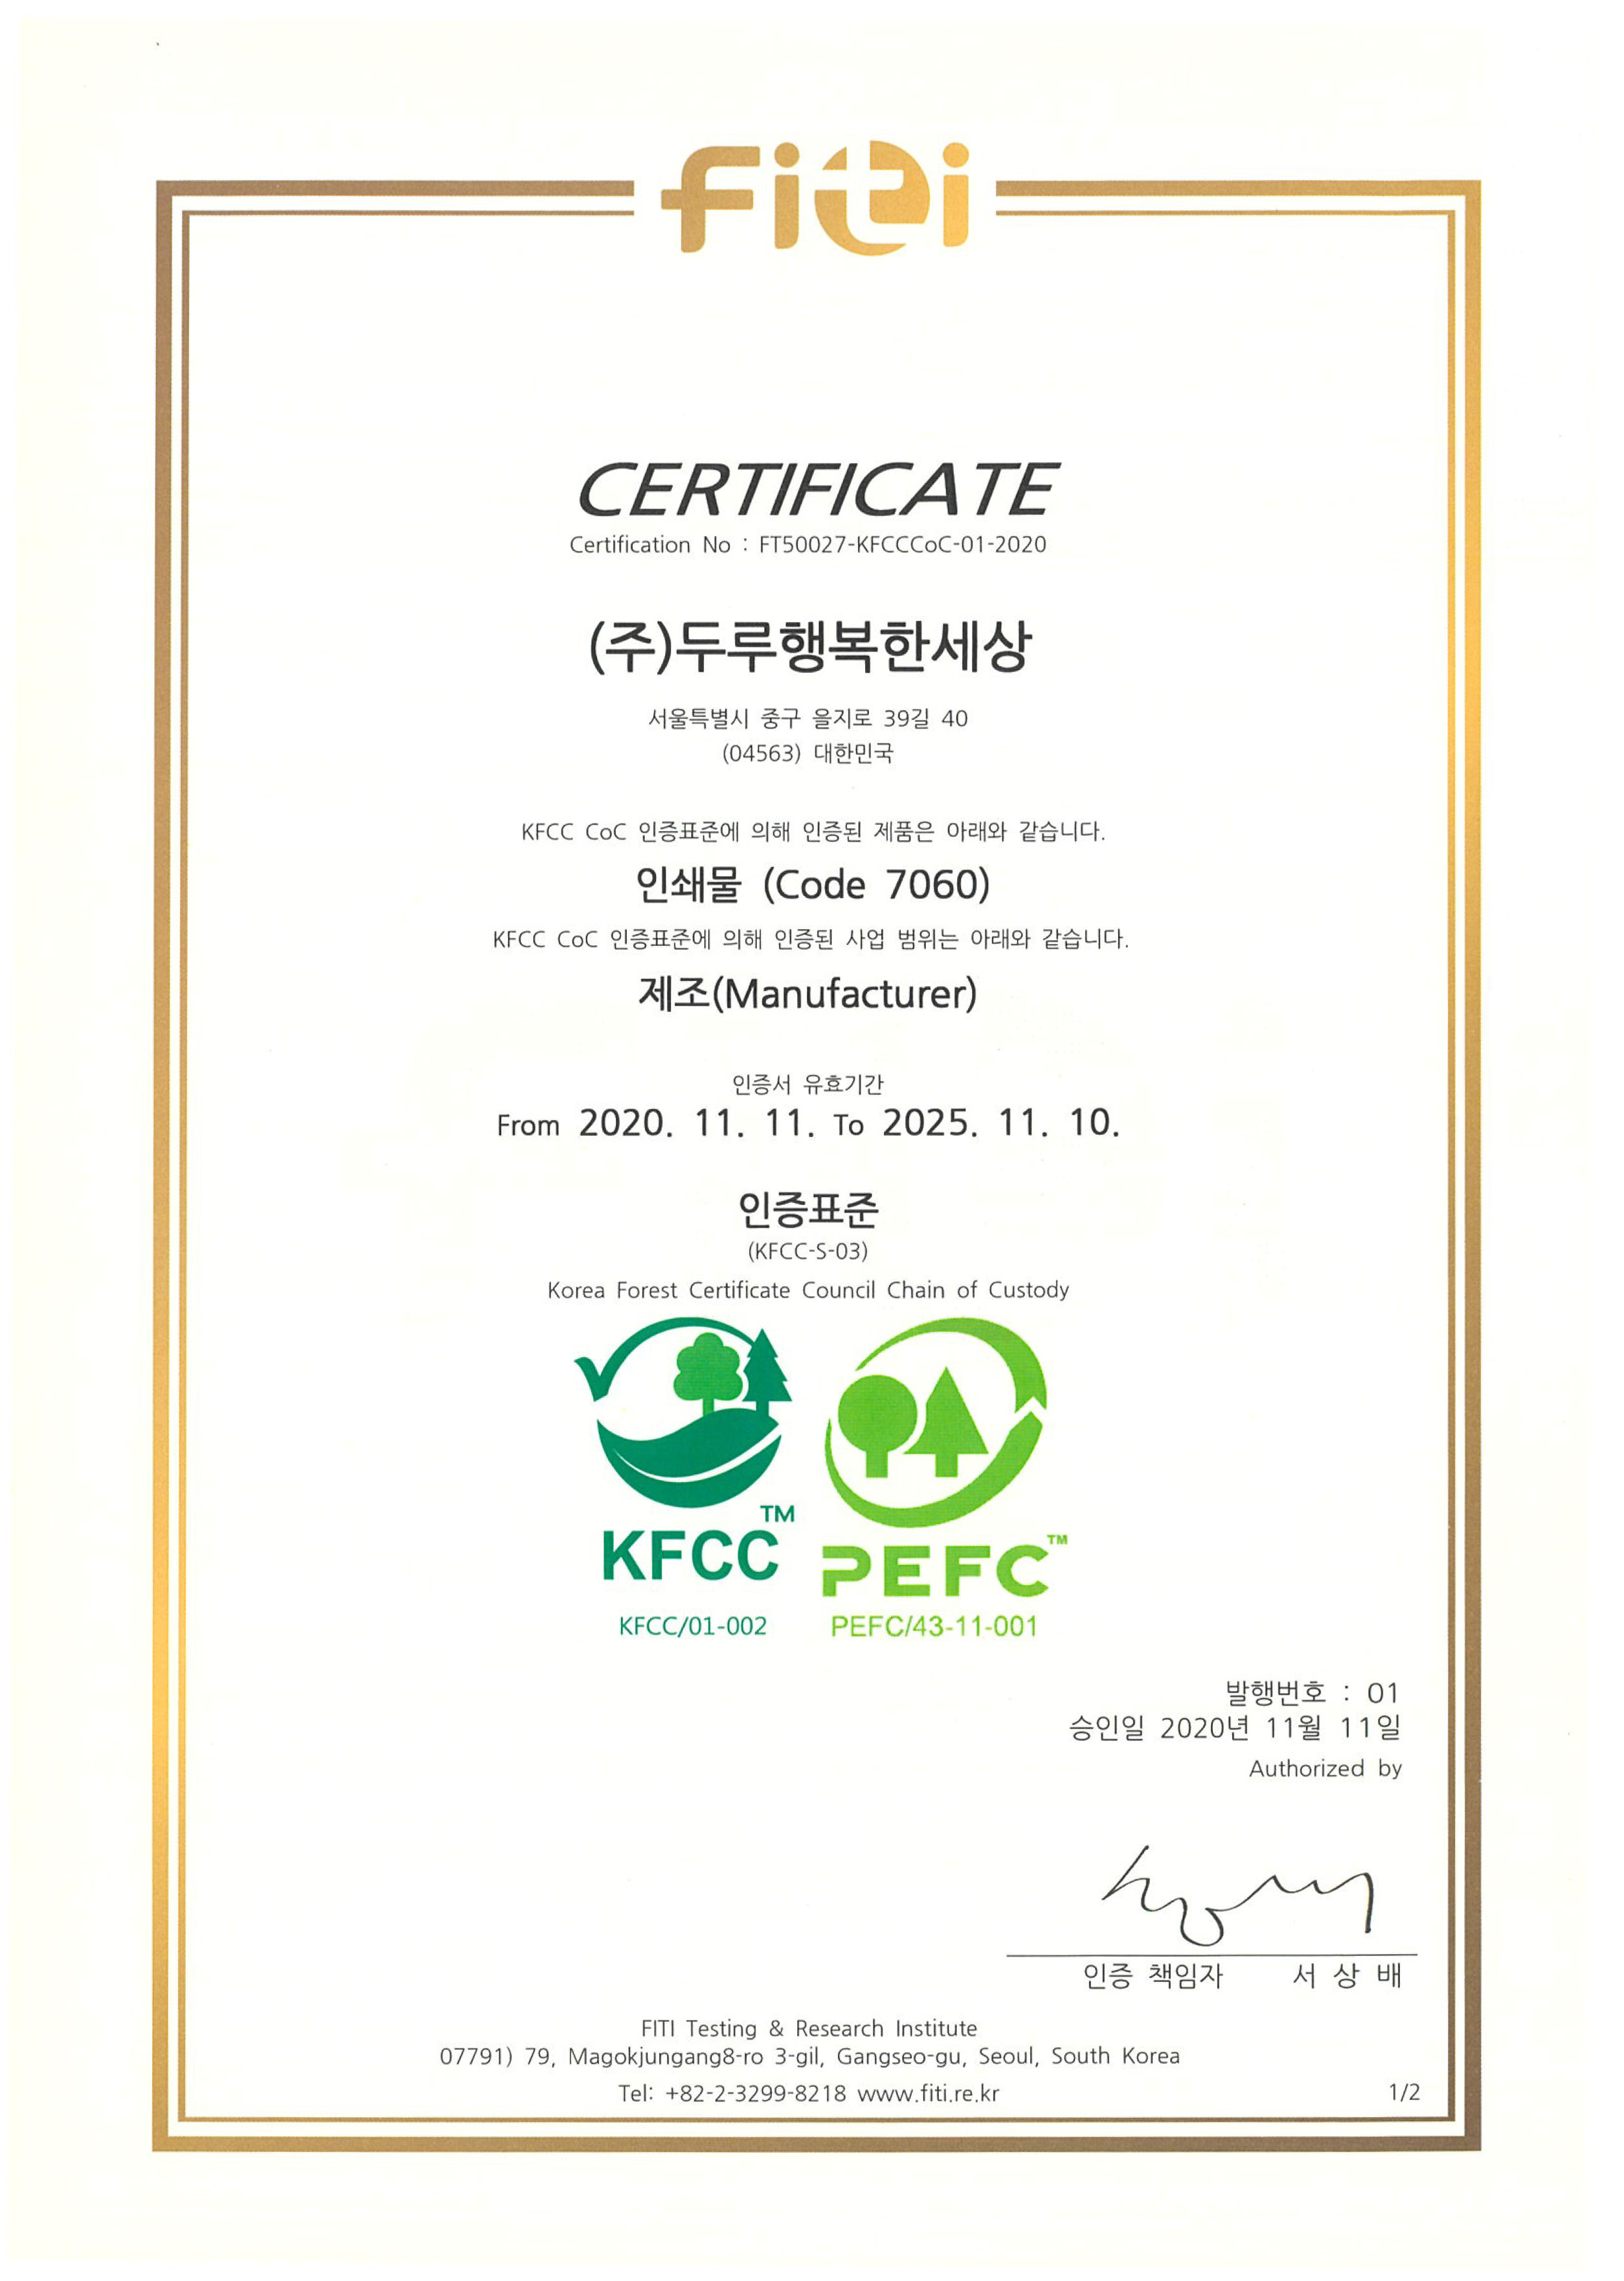 fiti
CERTIFICATE
Certification No : FT50027-KFCCCoC-01-2020
(주)두루행복한세상
서울특별시 중구 을지로 39길 40
(04563) 대한민국
KFCC CoC 인증표준에 의해 인증된 제품은 아래와 같습니다.
인쇄물 (Code 7060)
KFCC CoC 인증표준에 의해 인증된 사업 범위는 아래와 같습니다.
제조(Manufacturer)
인증서 유효기간
From 2020. 11. 11. To 2025. 11. 10.
인증표준
(KFCC-S-03)
Korea Forest Certificate Council Chain of Custody
KFCC™
KFCC/01-002
PEFC™
PEFC/43-11-001
발행번호 : 01
승인일 2020년 11월 11일
Authorized by
인증 책임자 서 상 배
FITI Testing & Research Institute
07791) 79, Magokjungang8-ro 3-gil, Gangseo-gu, Seoul, South Korea
Tel: +82-2-3299-8218 www.fiti.re.kr
1/2